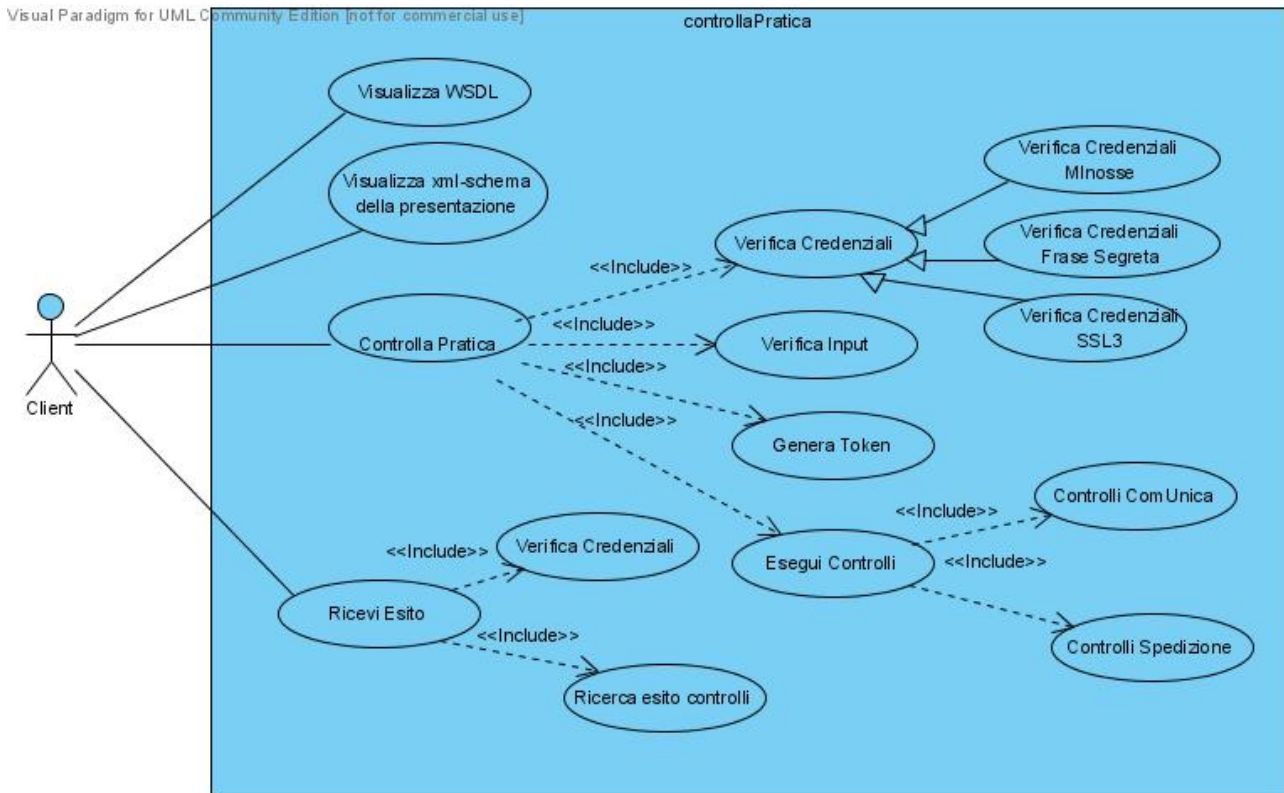 Visual Paradigm for UML Community Edition [not for commercial use]
controllaPratica
Visualizza WSDL
Visualizza xml-schema
della presentazione
Verifica Credenziali
MInosse
Verifica Credenziali
Verifica Credenziali
Frase Segreta
<<Include>>
Verifica Credenziali
SSL3
<<Include>>
Controlla Pratica
Verifica Input
<<Include>>
Client
<<Include>>
Genera Token
Controlli ComUnica
<<Include>>
Verifica Credenziali
<<Include>>
Esegui Controlli
<<Include>>
Ricevi Esito
<<Include>>
Controlli Spedizione
Ricerca esito controlli